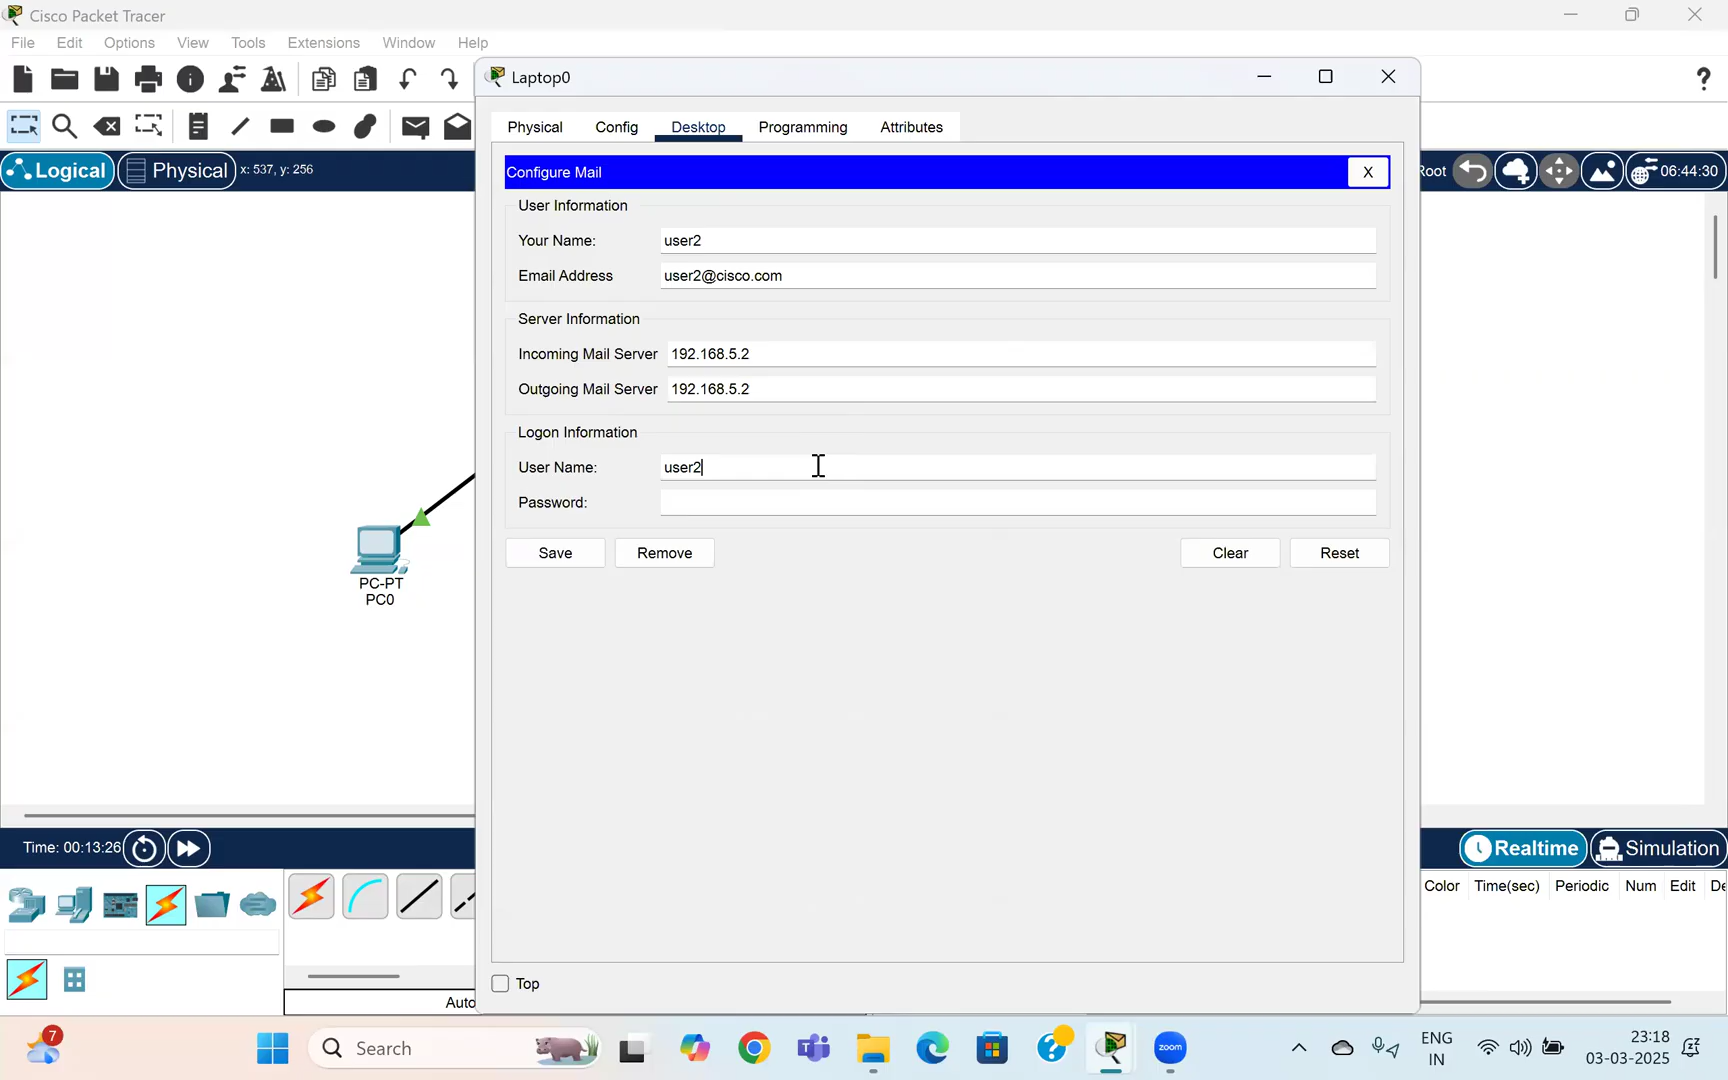 Cisco Packet Tracer
File Edit Options View Tools Extensions Window Help
Laptop0
Physical Config Desktop Programming Attributes
Logical Physical x: 537, y: 256
Root 06:44:30
Configure Mail X
User Information
Your Name: user2
Email Address user2@cisco.com
Server Information
Incoming Mail Server 192.168.5.2
Outgoing Mail Server 192.168.5.2
Logon Information
User Name: user2
Password:
Save Remove Clear Reset
PC-PT
PC0
Time: 00:13:26
Realtime Simulation
Color Time(sec) Periodic Num Edit De
Top
Auto
7
Search
zoom
ENG
IN
23:18
03-03-2025